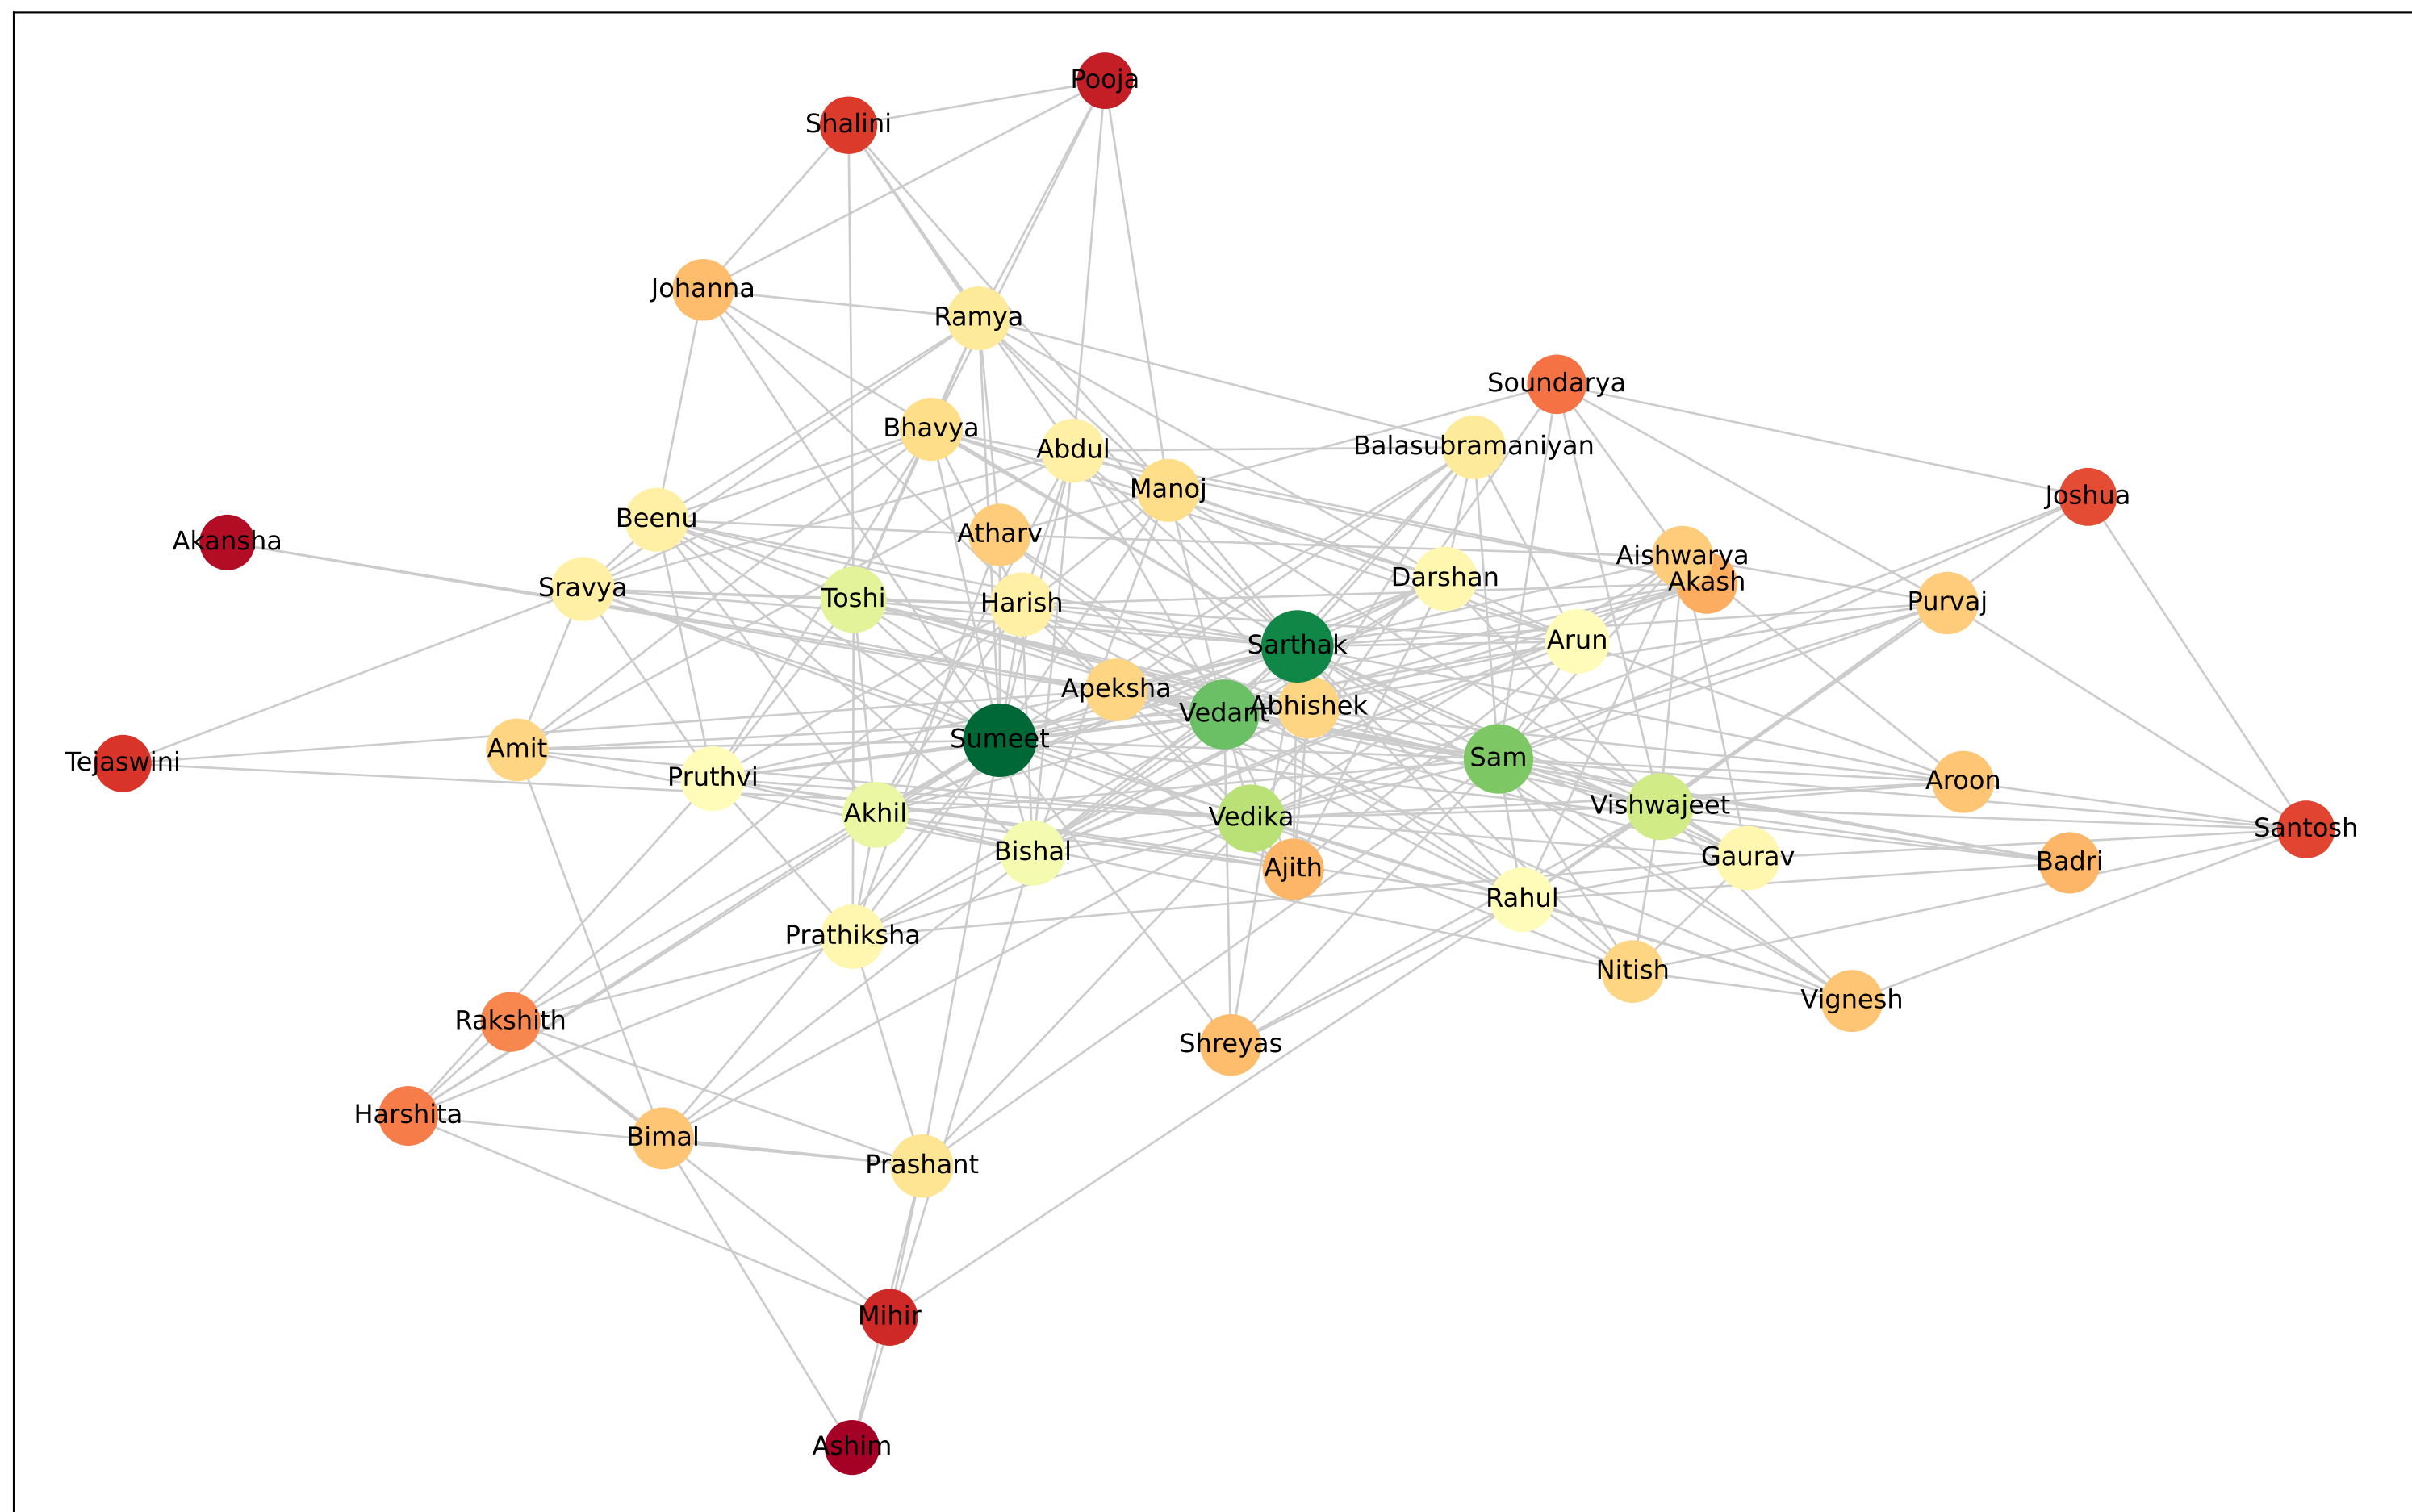 Pooja
Shalini
Johanna
Ramya
Soundarya
Bhavya
Abdul
Balasubramaniyan
Manoj
Joshua
Beenu
Atharv
Akansha
Aishwarya
Darshan
Akash
Sravya
Toshi
Harish
Purvaj
Sarthak
Arun
Apeksha
Vedant
Abhishek
Sumeet
Amit
Sam
Tejaswini
Pruthvi
Aroon
Vishwajeet
Akhil
Vedika
Santosh
Bishal
Gaurav
Badri
Ajith
Rahul
Prathiksha
Nitish
Vignesh
Rakshith
Shreyas
Harshita
Bimal
Prashant
Mihir
Ashim